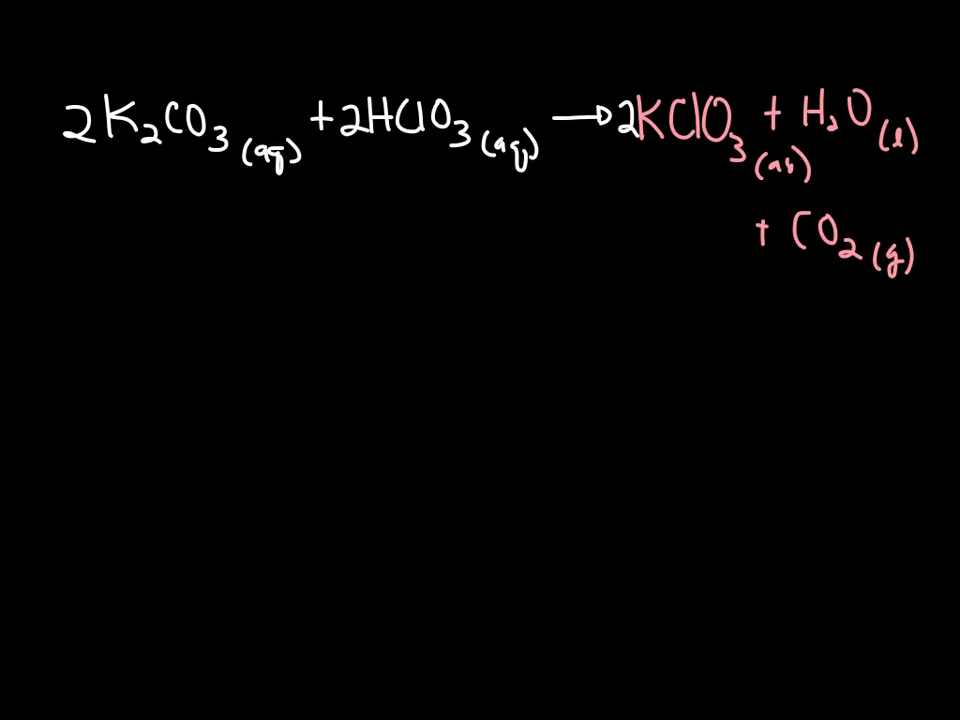 2K₂CO₃(aq) + 2HClO₃(aq) → 2KClO₃(aq) + H₂O(l)
+ CO₂(g)